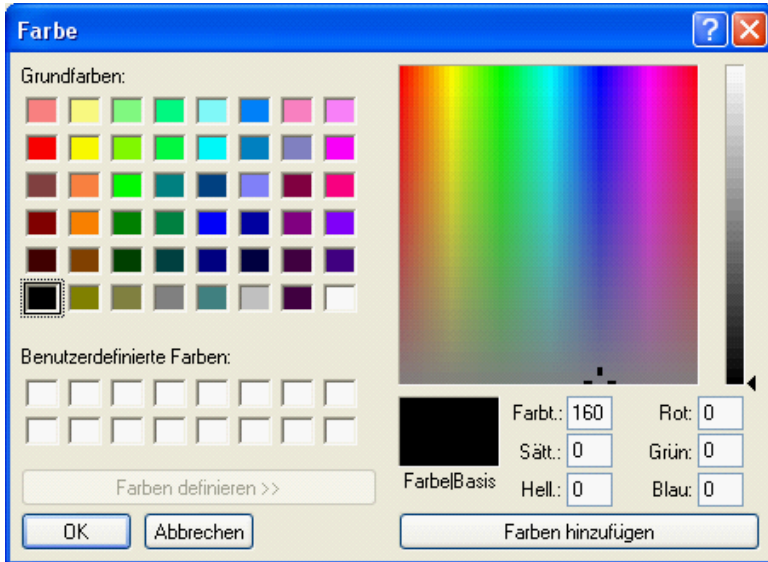 Farbe
Grundfarben:
Benutzerdefinierte Farben:
Farben definieren >>
OK
Abbrechen
Farbe|Basis
Farbt.: 160
Sätt.: 0
Hell.: 0
Rot: 0
Grün: 0
Blau: 0
Farben hinzufügen